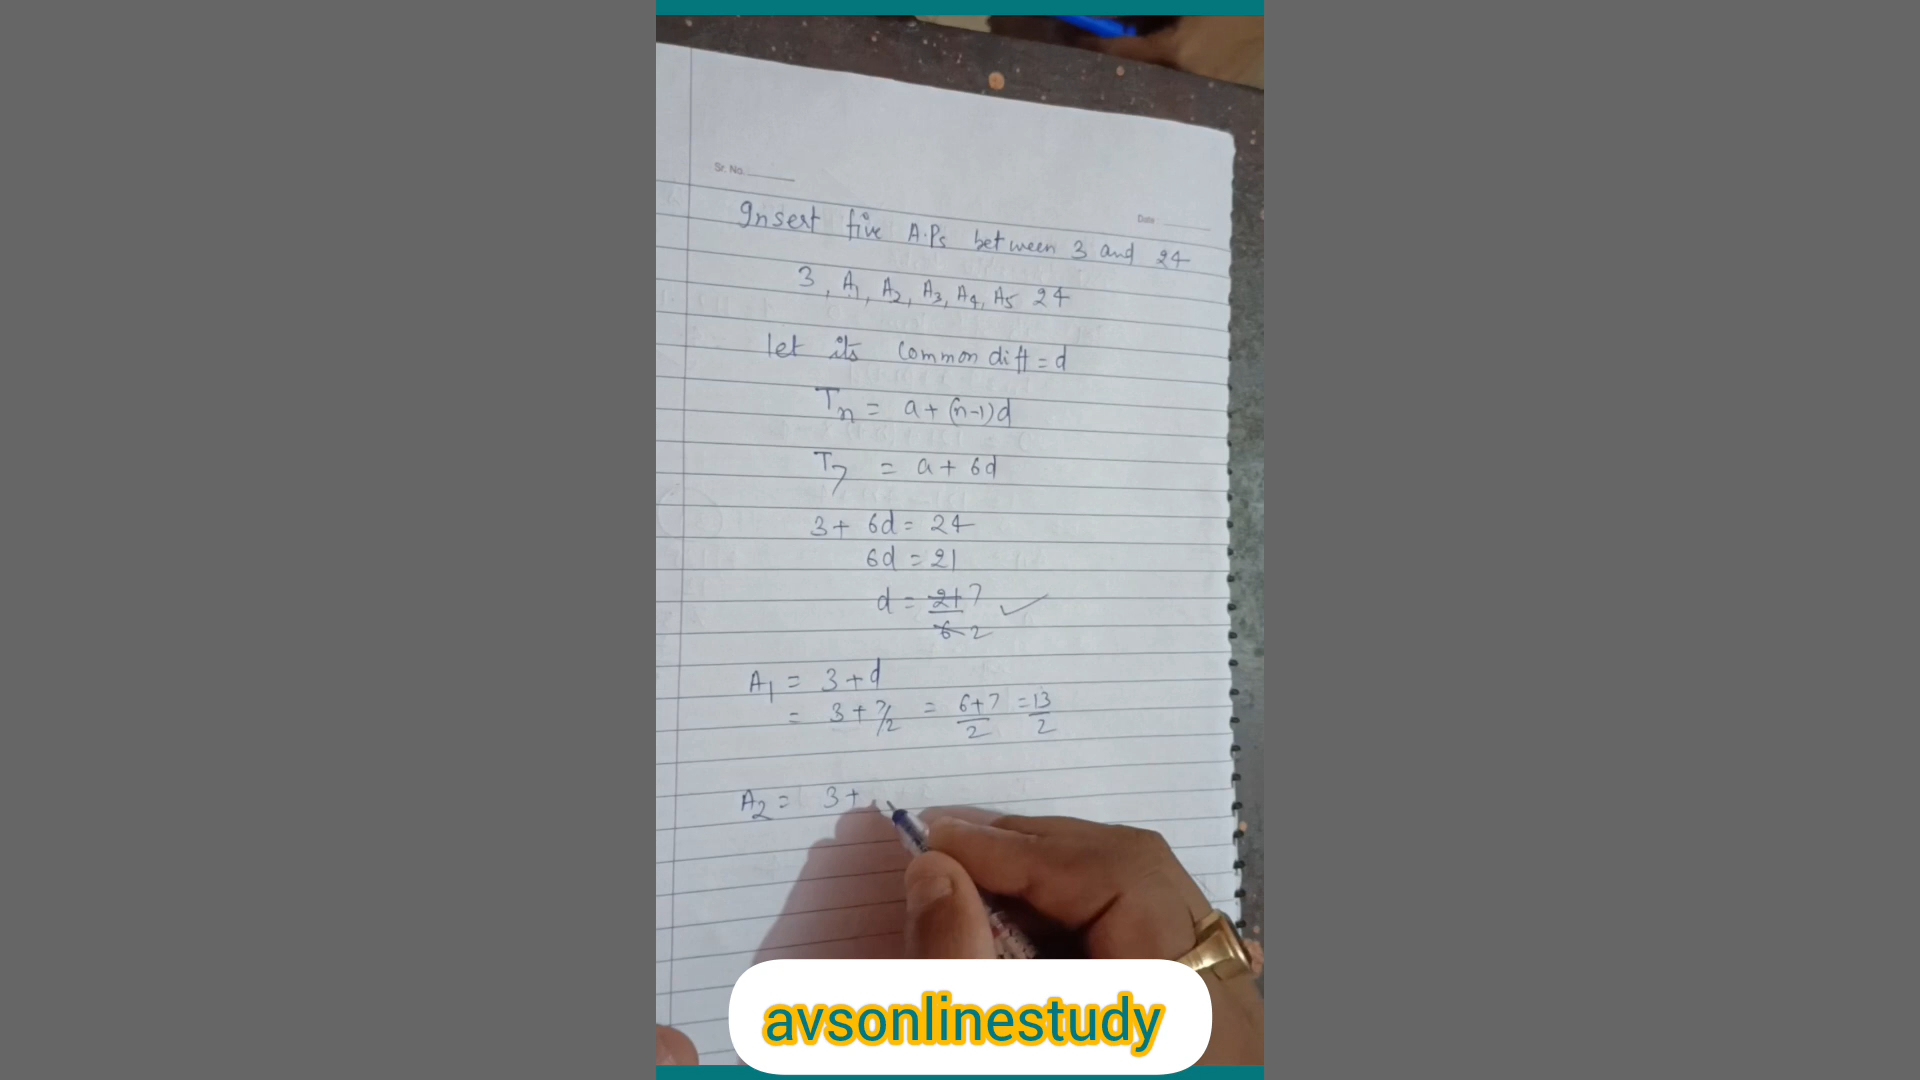 Sr. No.
Date
Insert five A.Ps between 3 and 24
3, A1, A2, A3, A4, A5 24
let its Common diff = d
Tn = a + (n-1)d
T7 = a + 6d
3 + 6d = 24
6d = 21
d = 21/6 7/2 ✓
A1 = 3 + d
= 3 + 7/2 = 6+7/2 = 13/2
A2 = 3 +
avsonlinestudy